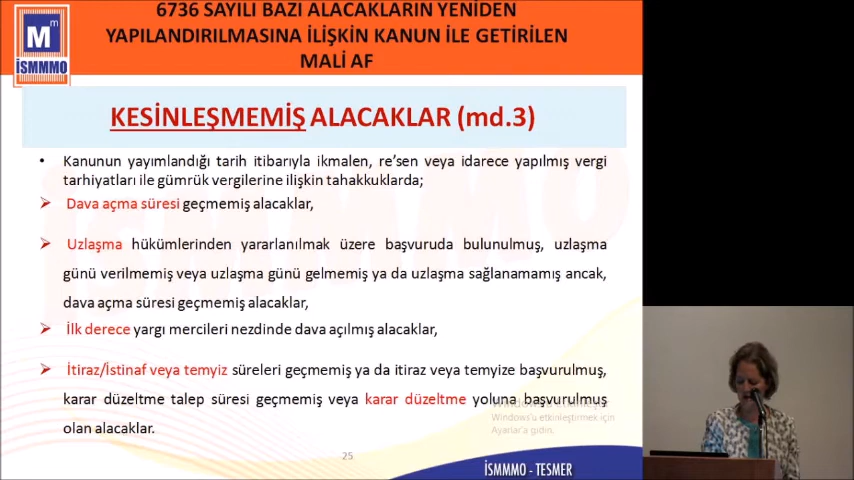 6736 SAYILI BAZI ALACAKLARIN YENİDEN
YAPILANDIRILMASINA İLİŞKİN KANUN İLE GETİRİLEN
MALİ AF
Mm
İSMMMO
KESİNLEŞMEMİŞ ALACAKLAR (md.3)
• Kanunun yayımlandığı tarih itibarıyla ikmalen, re'sen veya idarece yapılmış vergi
tarhiyatları ile gümrük vergilerine ilişkin tahakkuklarda;
Dava açma süresi geçmemiş alacaklar,
Uzlaşma hükümlerinden yararlanılmak üzere başvuruda bulunulmuş, uzlaşma
günü verilmemiş veya uzlaşma günü gelmemiş ya da uzlaşma sağlanamamış ancak,
dava açma süresi geçmemiş alacaklar,
İlk derece yargı mercileri nezdinde dava açılmış alacaklar,
İtiraz/İstinaf veya temyiz süreleri geçmemiş ya da itiraz veya temyize başvurulmuş,
karar düzeltme talep süresi geçmemiş veya karar düzeltme yoluna başvurulmuş
olan alacaklar.
Windows'u etkinleştirmek için
Ayarlar'a gidin.
25
İSMMMO - TESMER